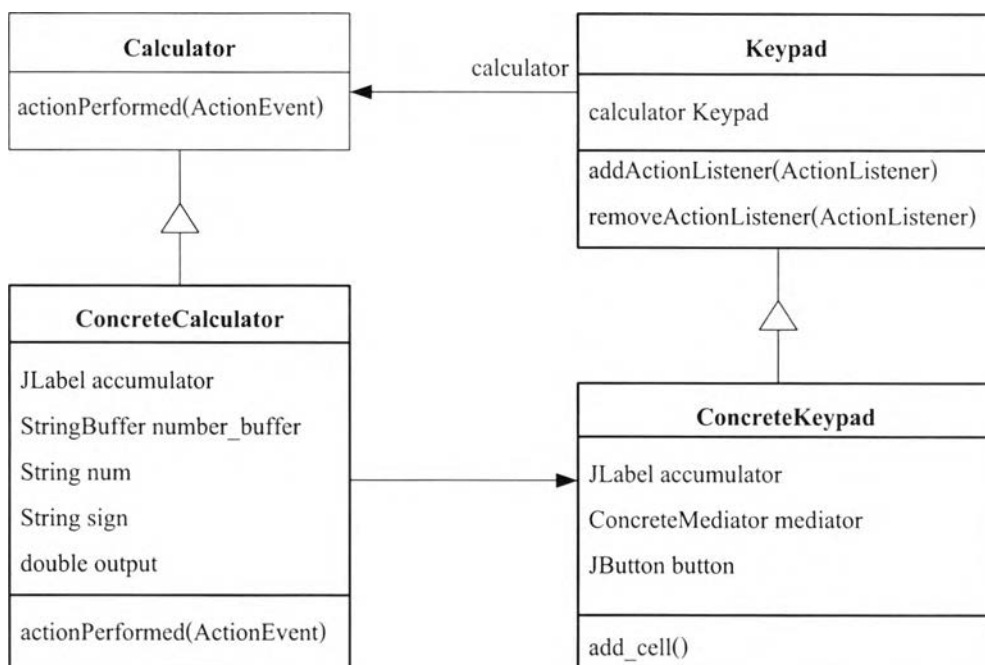 Calculator
actionPerformed(ActionEvent)
calculator
Keypad
calculator Keypad
addActionListener(ActionListener)
removeActionListener(ActionListener)
ConcreteCalculator
JLabel accumulator
StringBuffer number_buffer
String num
String sign
double output
actionPerformed(ActionEvent)
ConcreteKeypad
JLabel accumulator
ConcreteMediator mediator
JButton button
add_cell()